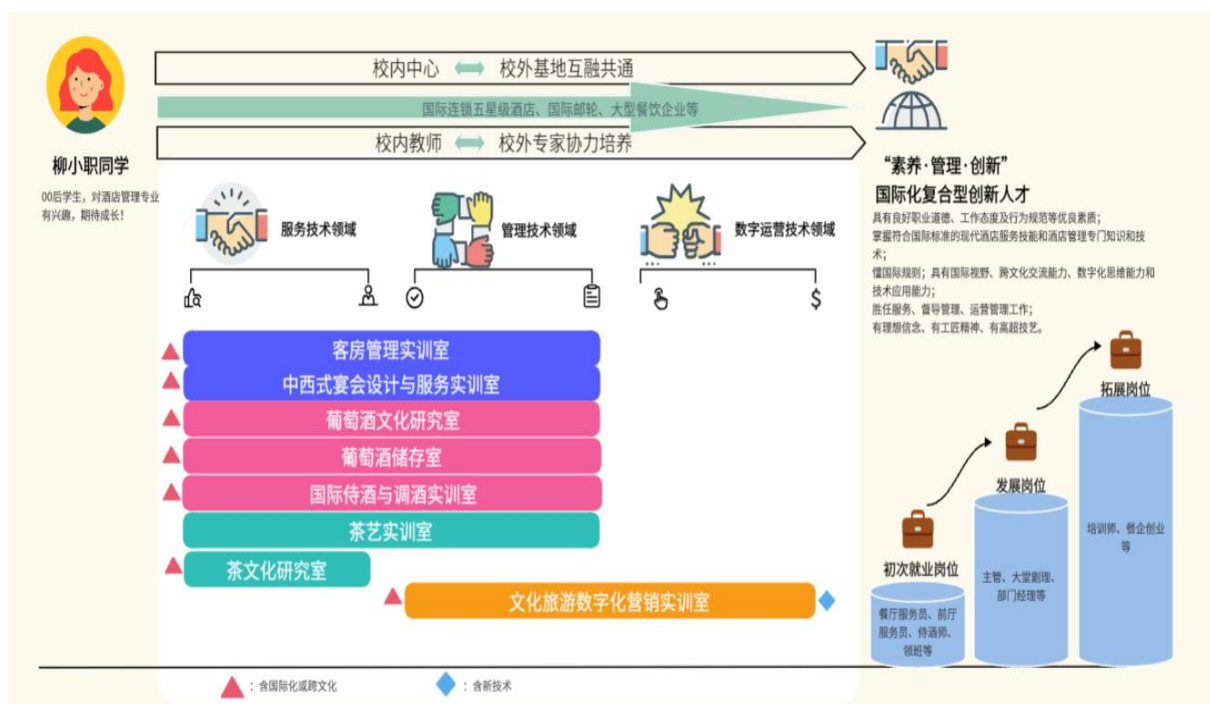 校内中心 校外基地互融共通
国际连锁五星级酒店、国际邮轮、大型餐饮企业等
校内教师 校外专家协力培养
柳小职同学
00后学生，对酒店管理专业
有兴趣，期待成长！
服务技术领域
管理技术领域
数字运营技术领域
客房管理实训室
中西式宴会设计与服务实训室
葡萄酒文化研究室
葡萄酒储存室
国际侍酒与调酒实训室
茶艺实训室
茶文化研究室
文化旅游数字化营销实训室
：含国际化或跨文化
：含新技术
“素养·管理·创新”
国际化复合型创新人才
具有良好职业道德、工作态度及行为规范等优良素质；
掌握符合国际标准的现代酒店服务技能和酒店管理专门知识和技
术；
懂国际规则；具有国际视野、跨文化交流能力、数字化思维能力和
技术应用能力；
胜任服务、督导管理、运营管理工作；
有理想信念、有工匠精神、有高超技艺。
初次就业岗位
餐厅服务员、前厅
服务员、侍酒师、
领班等
发展岗位
主管、大堂副理、
部门经理等
拓展岗位
培训师、餐企创业
等